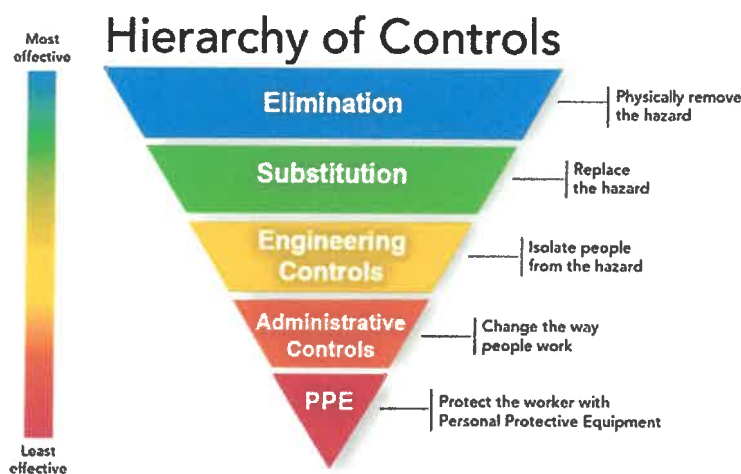 Hierarchy of Controls
Most
effective
Elimination
Physically remove
the hazard
Substitution
Replace
the hazard
Engineering
Controls
Isolate people
from the hazard
Administrative
Controls
Change the way
people work
PPE
Protect the worker with
Personal Protective Equipment
Least
effective